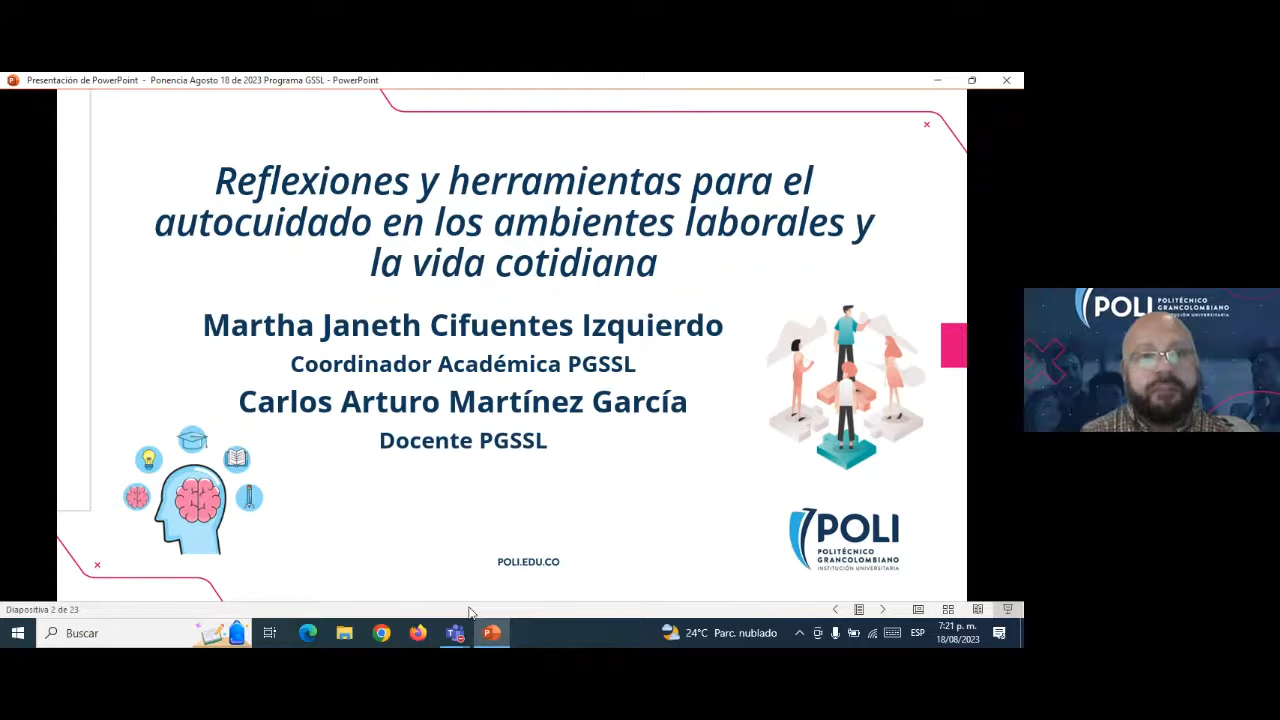 Presentación de PowerPoint - Ponencia Agosto 18 de 2023 Programa GSSL - PowerPoint
Reflexiones y herramientas para el
autocuidado en los ambientes laborales y
la vida cotidiana
Martha Janeth Cifuentes Izquierdo
Coordinador Académica PGSSL
Carlos Arturo Martínez García
Docente PGSSL
POLI
POLITÉCNICO
GRANCOLOMBIANO
INSTITUCIÓN UNIVERSITARIA
POLI.EDU.CO
POLI
POLITÉCNICO
GRANCOLOMBIANO
INSTITUCIÓN UNIVERSITARIA
Diapositiva 2 de 23
Buscar
24°C Parc. nublado
ESP
7:21 p. m.
18/08/2023